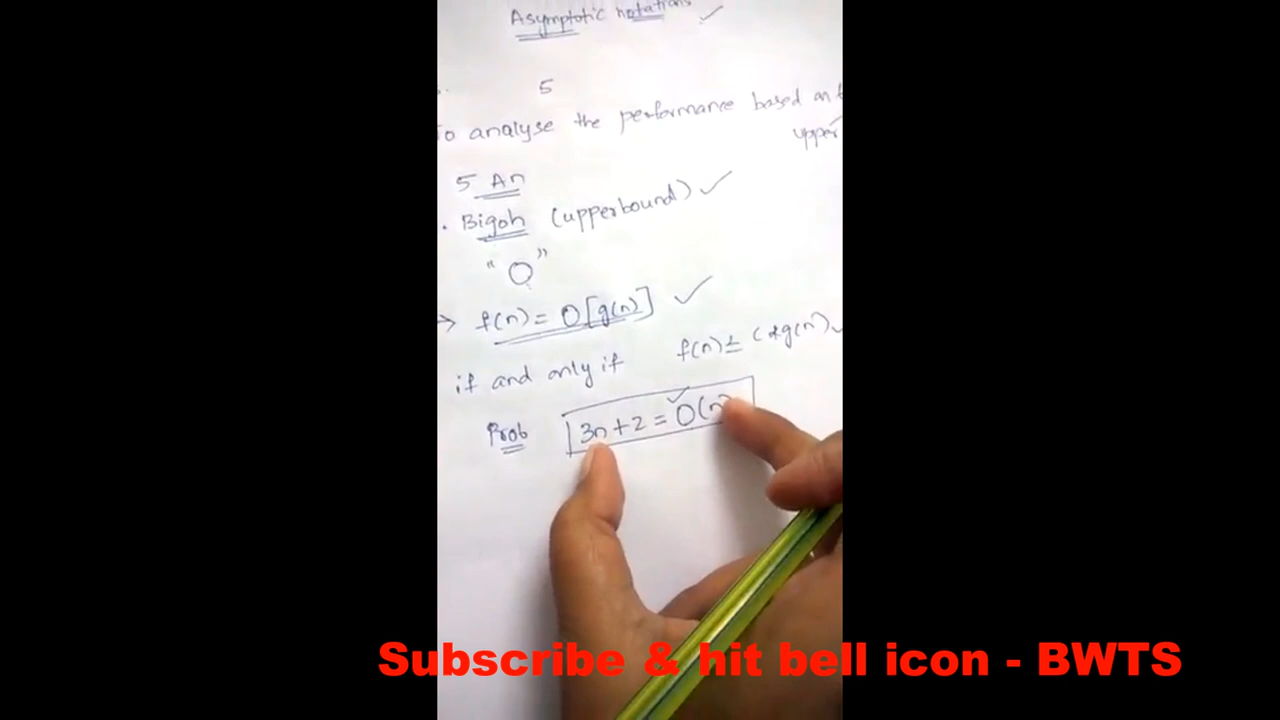 Asymptotic notations
5
To analyse the performance based on
upper
5 An
. Bigoh (upperbound)
"O"
→ f(n) = O[g(n)]
if and only if f(n) ≤ C*g(n)
Prob 3n+2 = O(n)
Subscribe & hit bell icon - BWTS